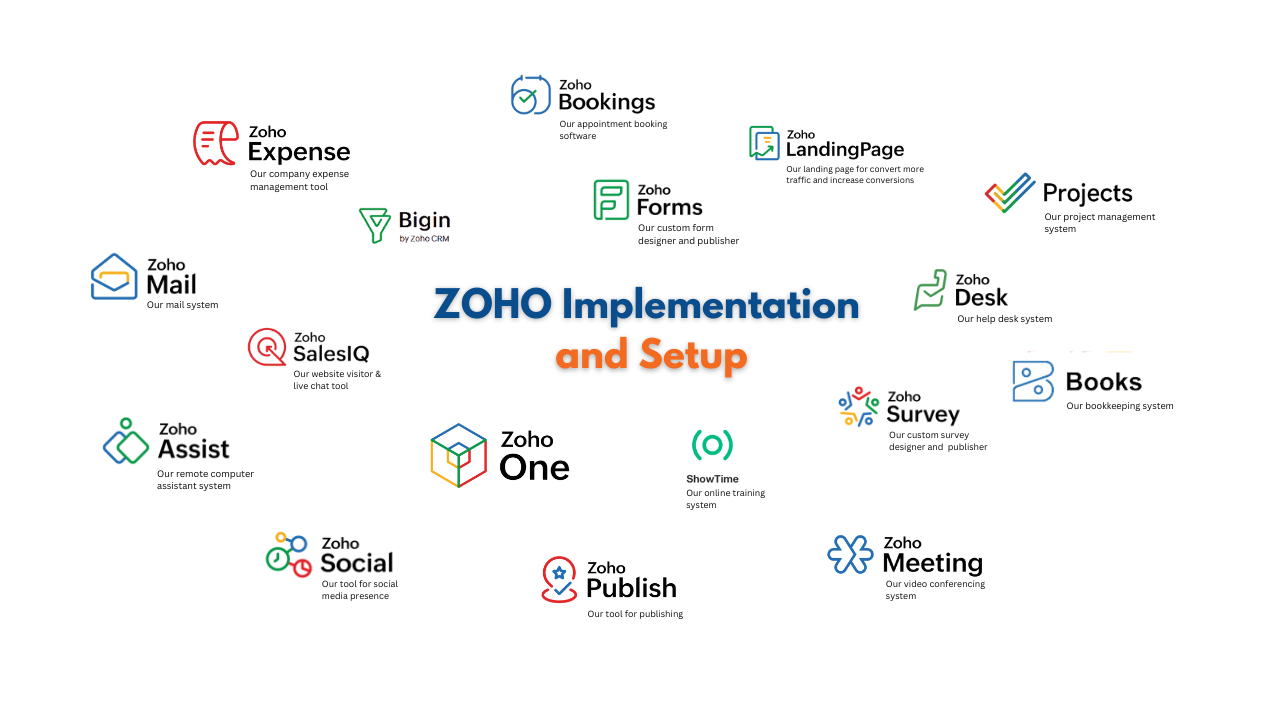 Zoho
Bookings
Our appointment booking
software
Zoho
Expense
Our company expense
management tool
Zoho
LandingPage
Our landing page for convert more
traffic and increase conversions
Projects
Our project management
system
Zoho
Forms
Our custom form
designer and publisher
Bigin
by Zoho CRM
Zoho
Mail
Our mail system
Zoho
Desk
Our help desk system
ZOHO Implementation
and Setup
Zoho
SalesIQ
Our website visitor &
live chat tool
Books
Our bookkeeping system
Zoho
Survey
Our custom survey
designer and  publisher
Zoho
Assist
Our remote computer
assistant system
Zoho
One
ShowTime
Our online training
system
Zoho
Social
Our tool for social
media presence
Zoho
Publish
Our tool for publishing
Zoho
Meeting
Our video conferencing
system